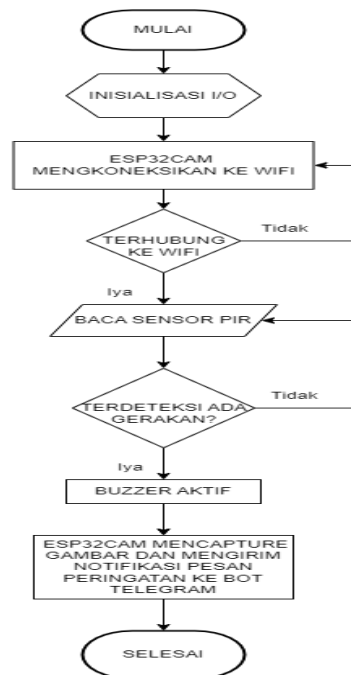 MULAI
INISIALISASI I/O
ESP32CAM
MENGKONEKSIKAN KE WIFI
Tidak
TERHUBUNG
KE WIFI
Iya
BACA SENSOR PIR
Tidak
TERDETEKSI ADA
GERAKAN?
Iya
BUZZER AKTIF
ESP32CAM MENCAPTURE
GAMBAR DAN MENGIRIM
NOTIFIKASI PESAN
PERINGATAN KE BOT
TELEGRAM
SELESAI